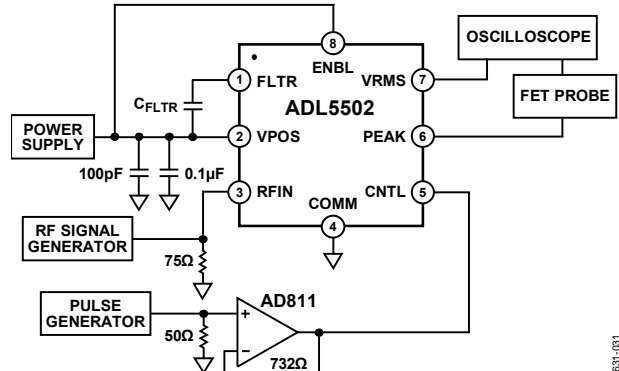 8
ENBL
OSCILLOSCOPE
1
FLTR
VRMS
7
CFLTR
ADL5502
FET PROBE
POWER
SUPPLY
2
VPOS
PEAK
6
100pF
0.1µF
3
RFIN
COMM
CNTL
5
4
RF SIGNAL
GENERATOR
75Ω
PULSE
GENERATOR
AD811
50Ω
+
−
732Ω
631-031